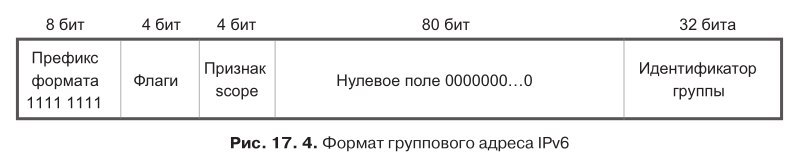 8 бит 4 бит 4 бит 80 бит 32 бита
Префикс
формата
1111 1111
Флаги
Признак
scope
Нулевое поле 0000000…0
Идентификатор
группы
Рис. 17. 4. Формат группового адреса IPv6